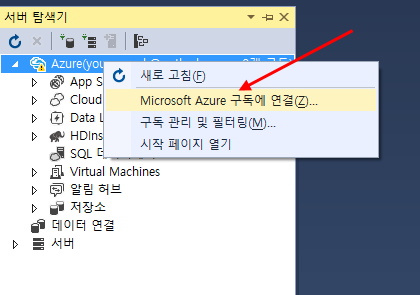 서버 탐색기
Azure(you
새로 고침(F)
Microsoft Azure 구독에 연결(Z)...
구독 관리 및 필터링(M)...
시작 페이지 열기
App S
Cloud
Data L
HDIns
SQL 데
Virtual Machines
알림 허브
저장소
데이터 연결
서버